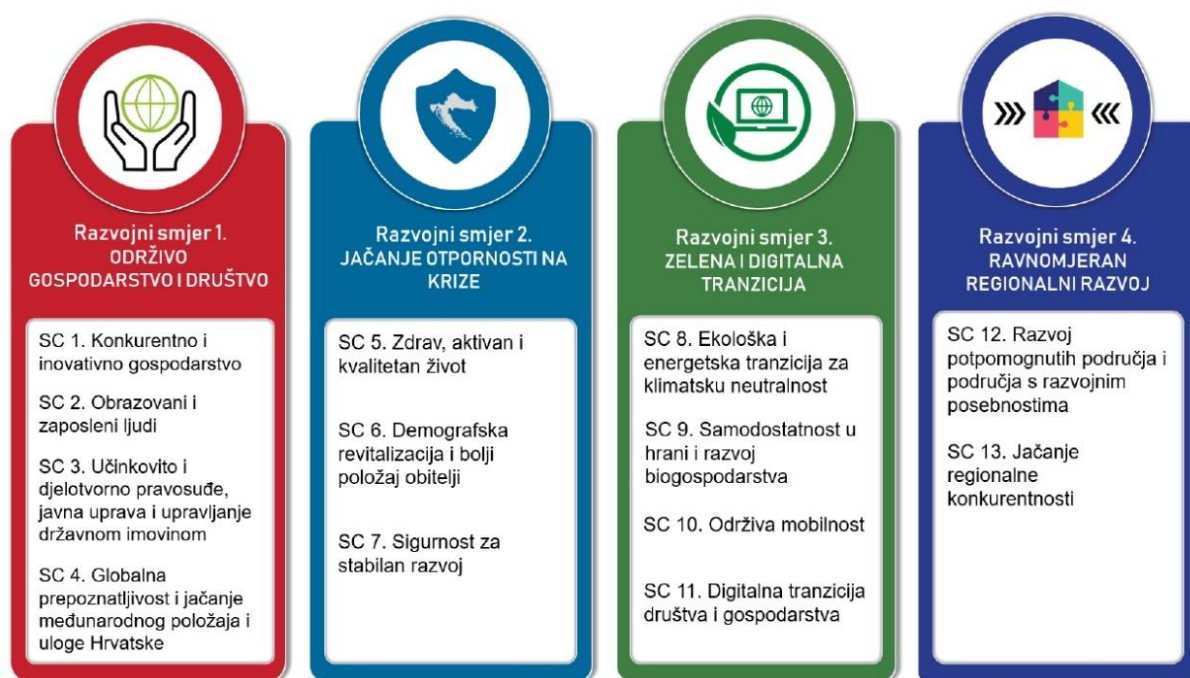 Razvojni smjer 1.
ODRŽIVO
GOSPODARSTVO I DRUŠTVO
SC 1. Konkurentno i
inovativno gospodarstvo
SC 2. Obrazovani i
zaposleni ljudi
SC 3. Učinkovito i
djelotvorno pravosuđe,
javna uprava i upravljanje
državnom imovinom
SC 4. Globalna
prepoznatljivost i jačanje
međunarodnog položaja i
uloge Hrvatske
Razvojni smjer 2.
JAČANJE OTPORNOSTI NA
KRIZE
SC 5. Zdrav, aktivan i
kvalitetan život
SC 6. Demografska
revitalizacija i bolji
položaj obitelji
SC 7. Sigurnost za
stabilan razvoj
Razvojni smjer 3.
ZELENA I DIGITALNA
TRANZICIJA
SC 8. Ekološka i
energetska tranzicija za
klimatsku neutralnost
SC 9. Samodostatnost u
hrani i razvoj
biogospodarstva
SC 10. Održiva mobilnost
SC 11. Digitalna tranzicija
društva i gospodarstva
Razvojni smjer 4.
RAVNOMJERAN
REGIONALNI RAZVOJ
SC 12. Razvoj
potpomognutih područja i
područja s razvojnim
posebnostima
SC 13. Jačanje
regionalne
konkurentnosti